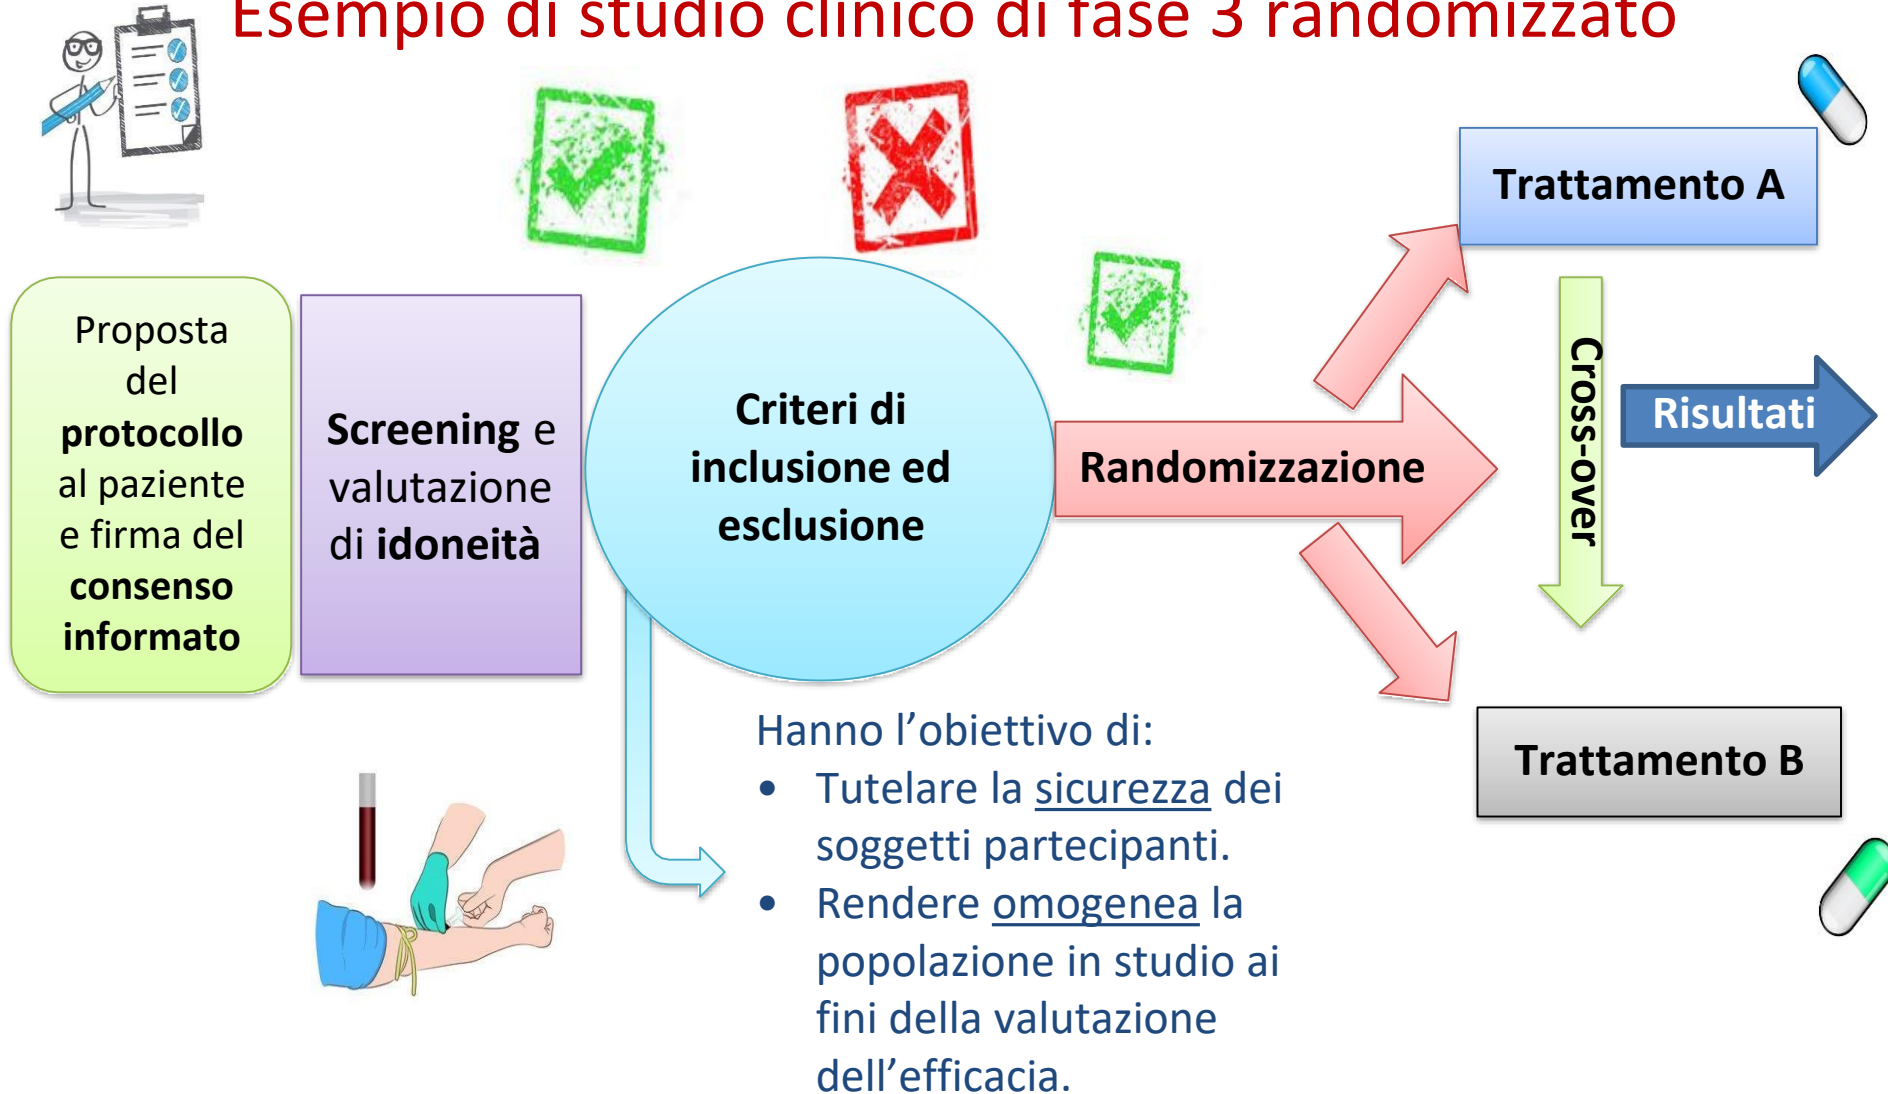 Esempio di studio clinico di fase 3 randomizzato
Proposta
del
protocollo
al paziente
e firma del
consenso
informato
Screening e
valutazione
di idoneità
Criteri di
inclusione ed
esclusione
Randomizzazione
Trattamento A
Cross-over
Risultati
Trattamento B
Hanno l’obiettivo di:
• Tutelare la sicurezza dei
soggetti partecipanti.
• Rendere omogenea la
popolazione in studio ai
fini della valutazione
dell’efficacia.